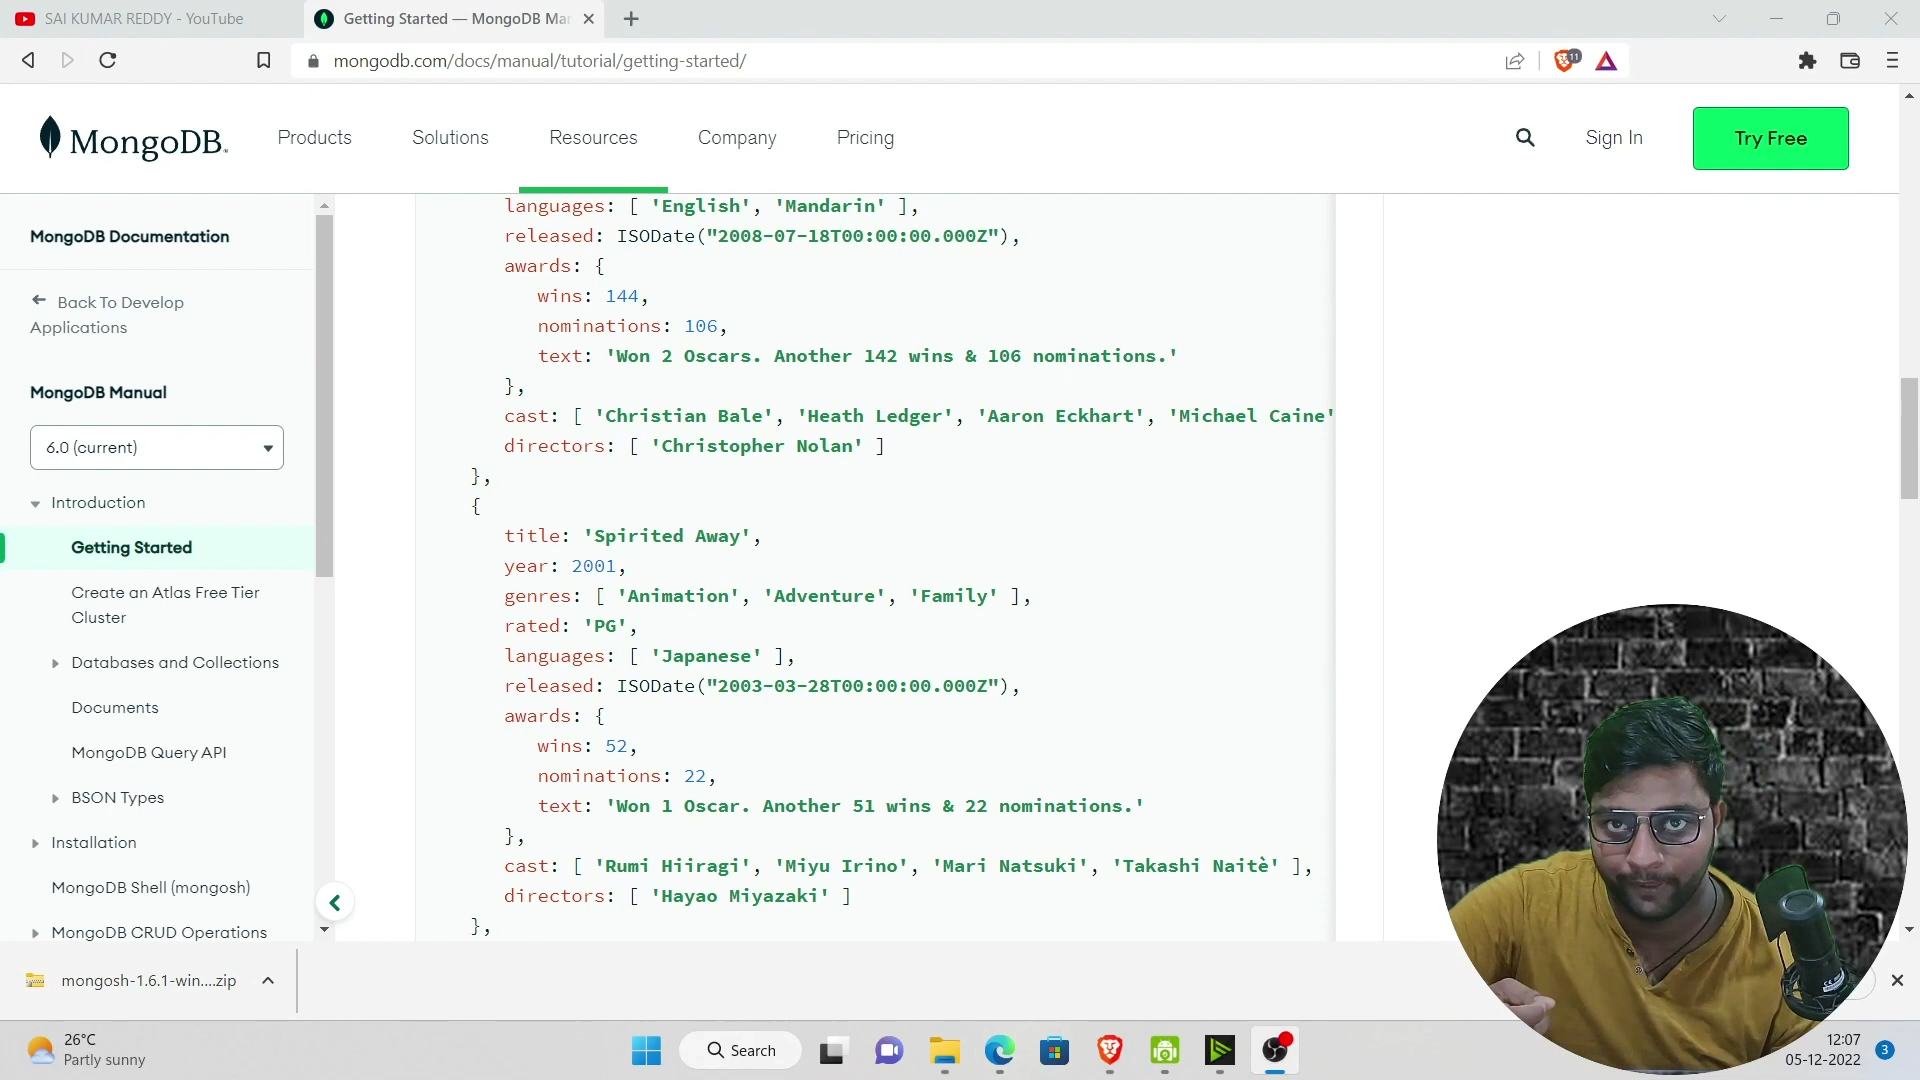 SAI KUMAR REDDY - YouTube
Getting Started — MongoDB Mar
mongodb.com/docs/manual/tutorial/getting-started/
11
MongoDB.
Products
Solutions
Resources
Company
Pricing
Sign In
Try Free
MongoDB Documentation
Back To Develop
Applications
MongoDB Manual
6.0 (current)
Introduction
Getting Started
Create an Atlas Free Tier
Cluster
Databases and Collections
Documents
MongoDB Query API
BSON Types
Installation
MongoDB Shell (mongosh)
MongoDB CRUD Operations
languages: [ 'English', 'Mandarin' ],
released: ISODate("2008-07-18T00:00:00.000Z"),
awards: {
wins: 144,
nominations: 106,
text: 'Won 2 Oscars. Another 142 wins & 106 nominations.'
},
cast: [ 'Christian Bale', 'Heath Ledger', 'Aaron Eckhart', 'Michael Caine'
directors: [ 'Christopher Nolan' ]
},
{
title: 'Spirited Away',
year: 2001,
genres: [ 'Animation', 'Adventure', 'Family' ],
rated: 'PG',
languages: [ 'Japanese' ],
released: ISODate("2003-03-28T00:00:00.000Z"),
awards: {
wins: 52,
nominations: 22,
text: 'Won 1 Oscar. Another 51 wins & 22 nominations.'
},
cast: [ 'Rumi Hiiragi', 'Miyu Irino', 'Mari Natsuki', 'Takashi Naitè' ],
directors: [ 'Hayao Miyazaki' ]
},
mongosh-1.6.1-win....zip
26°C
Partly sunny
Search
12:07
05-12-2022
3